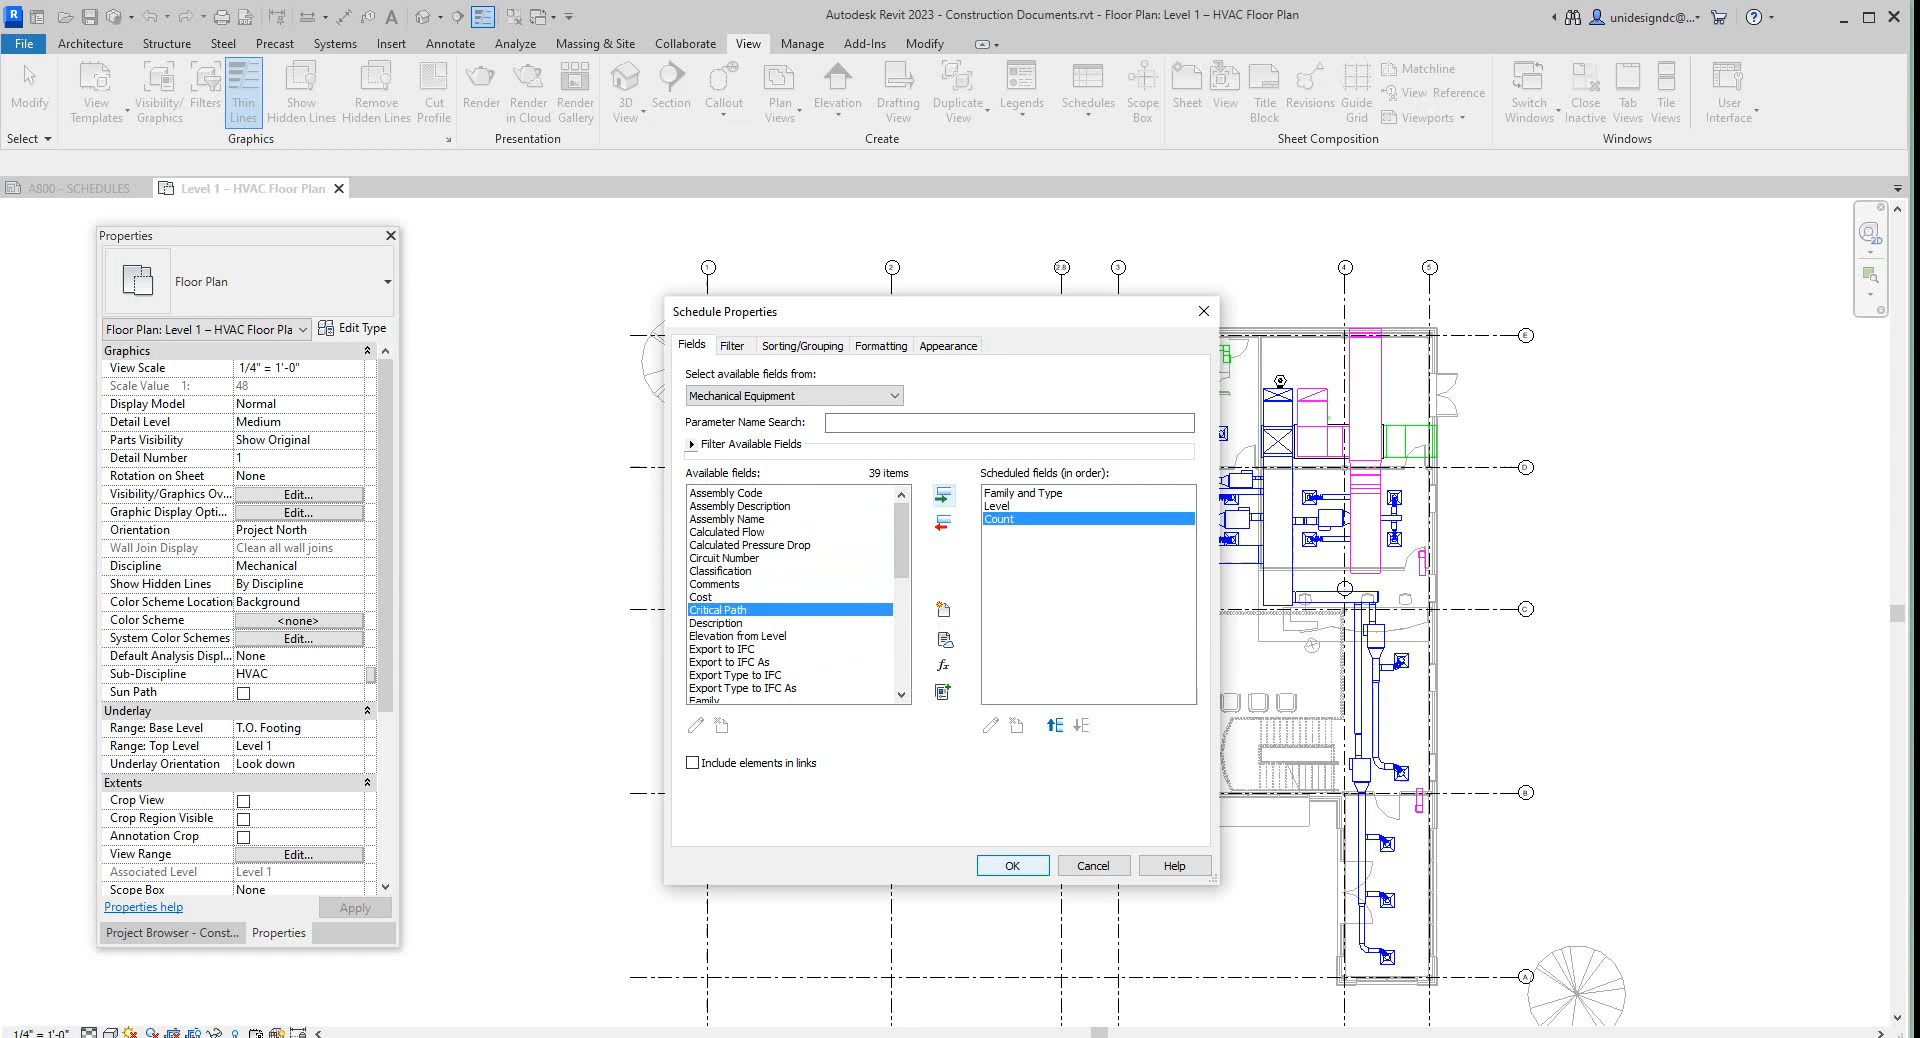 Autodesk Revit 2023 - Construction Documents.rvt - Floor Plan: Level 1 – HVAC Floor Plan
unidesigndc@...
File
Architecture
Structure
Steel
Precast
Systems
Insert
Annotate
Analyze
Massing & Site
Collaborate
View
Manage
Add-Ins
Modify
Modify
View Templates
Visibility/ Graphics
Filters
Thin Lines
Show Hidden Lines
Remove Hidden Lines
Cut Profile
Render
Render in Cloud
Render Gallery
3D View
Section
Callout
Plan Views
Elevation
Drafting View
Duplicate View
Legends
Schedules
Scope Box
Sheet
View
Title Block
Revisions
Guide Grid
Matchline
View Reference
Viewports
Switch Windows
Close Inactive
Tab Views
Tile Views
User Interface
Select
Graphics
Presentation
Create
Sheet Composition
Windows
A800 - SCHEDULES
Level 1 – HVAC Floor Plan
Properties
Floor Plan
Floor Plan: Level 1 – HVAC Floor Pla
Edit Type
Graphics
View Scale 1/4" = 1'-0"
Scale Value 1: 48
Display Model Normal
Detail Level Medium
Parts Visibility Show Original
Detail Number 1
Rotation on Sheet None
Visibility/Graphics Ov... Edit...
Graphic Display Opti... Edit...
Orientation Project North
Wall Join Display Clean all wall joins
Discipline Mechanical
Show Hidden Lines By Discipline
Color Scheme Location Background
Color Scheme <none>
System Color Schemes Edit...
Default Analysis Displ... None
Sub-Discipline HVAC
Sun Path
Underlay
Range: Base Level T.O. Footing
Range: Top Level Level 1
Underlay Orientation Look down
Extents
Crop View
Crop Region Visible
Annotation Crop
View Range Edit...
Associated Level Level 1
Scope Box None
Properties help
Apply
Project Browser - Const...
Properties
1
2
2.8
3
4
5
E
D
C
B
A
Schedule Properties
Fields
Filter
Sorting/Grouping
Formatting
Appearance
Select available fields from:
Mechanical Equipment
Parameter Name Search:
Filter Available Fields
Available fields: 39 items
Assembly Code
Assembly Description
Assembly Name
Calculated Flow
Calculated Pressure Drop
Circuit Number
Classification
Comments
Cost
Critical Path
Description
Elevation from Level
Export to IFC
Export to IFC As
Export Type to IFC
Export Type to IFC As
Family
Scheduled fields (in order):
Family and Type
Level
Count
fx
Include elements in links
OK
Cancel
Help
2D
1/4" = 1'-0"